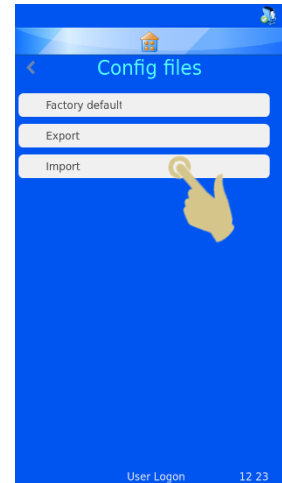 Config files
Factory default
Export
Import
User Logon 12 23